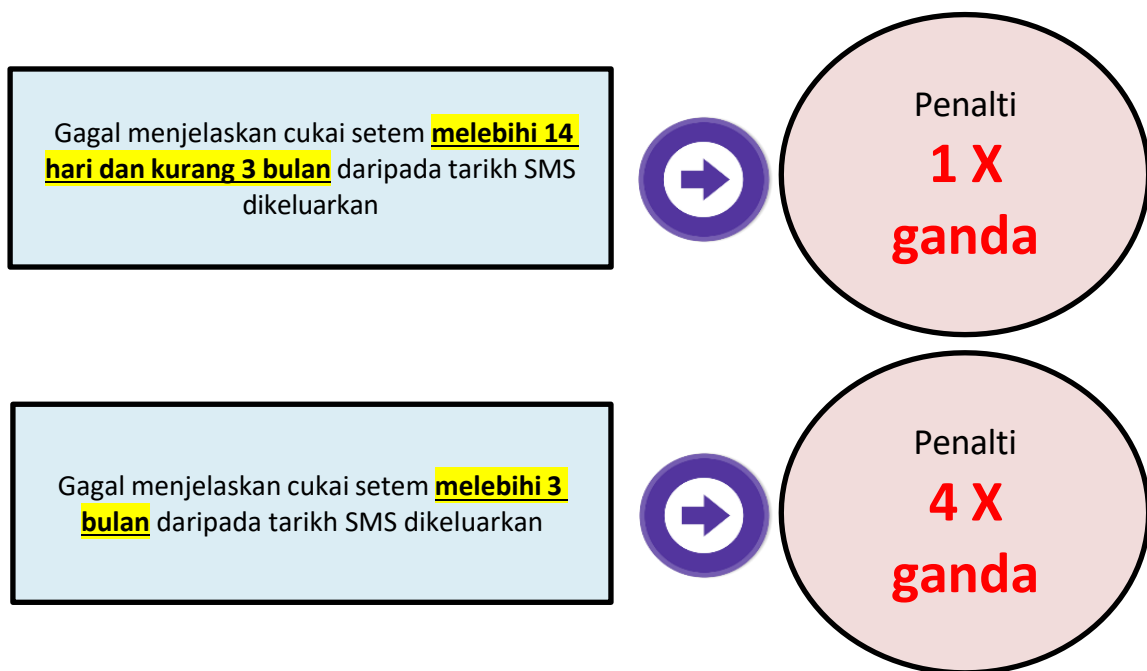 Gagal menjelaskan cukai setem melebihi 14
hari dan kurang 3 bulan daripada tarikh SMS
dikeluarkan
Penalti
1 X
ganda
Gagal menjelaskan cukai setem melebihi 3
bulan daripada tarikh SMS dikeluarkan
Penalti
4 X
ganda